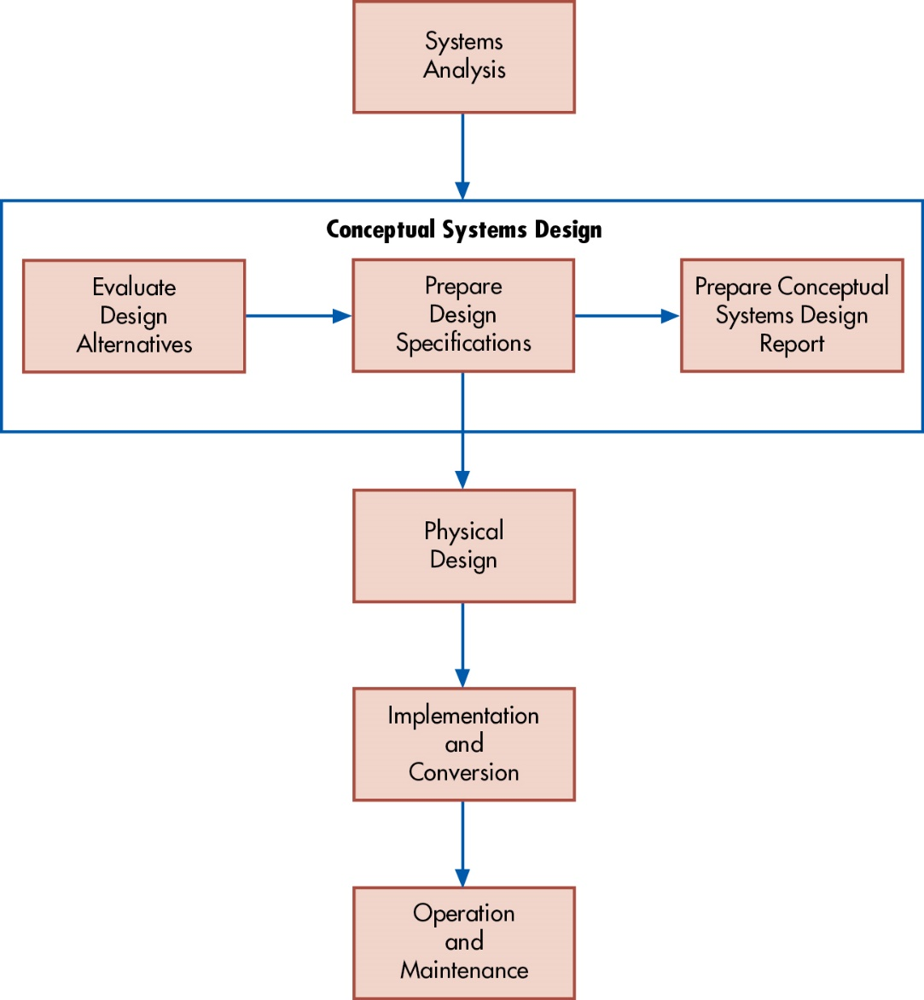 Systems
Analysis
Conceptual Systems Design
Evaluate
Design
Alternatives
Prepare
Design
Specifications
Prepare Conceptual
Systems Design
Report
Physical
Design
Implementation
and
Conversion
Operation
and
Maintenance